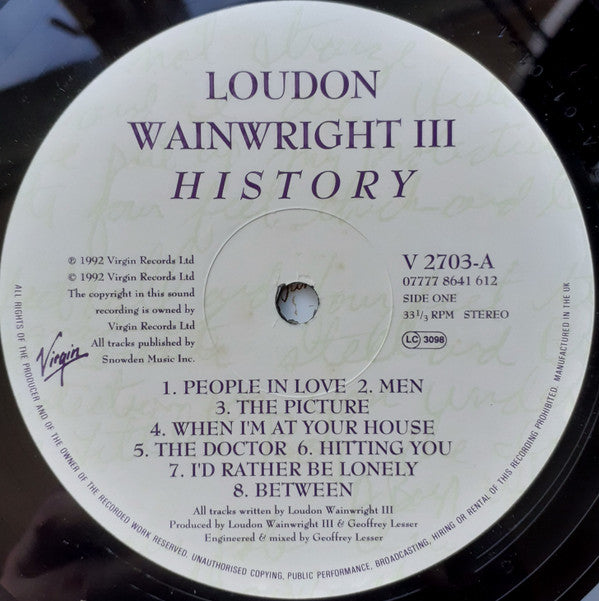 LOUDON
WAINWRIGHT III
HISTORY
℗ 1992 Virgin Records Ltd
© 1992 Virgin Records Ltd
The copyright in this sound
recording is owned by
Virgin Records Ltd
All tracks published by
Snowden Music Inc.
V 2703-A
07777 8641 612
SIDE ONE
33 1/3 RPM STEREO
LC 3098
Virgin
1. PEOPLE IN LOVE 2. MEN
3. THE PICTURE
4. WHEN I'M AT YOUR HOUSE
5. THE DOCTOR 6. HITTING YOU
7. I'D RATHER BE LONELY
8. BETWEEN
All tracks written by Loudon Wainwright III
Produced by Loudon Wainwright III & Geoffrey Lesser
Engineered & mixed by Geoffrey Lesser
ALL RIGHTS OF THE PRODUCER AND OF THE OWNER OF THE RECORDED WORK RESERVED. UNAUTHORISED COPYING, PUBLIC PERFORMANCE, BROADCASTING, HIRING OR RENTAL OF THIS RECORDING PROHIBITED. MANUFACTURED IN THE UK